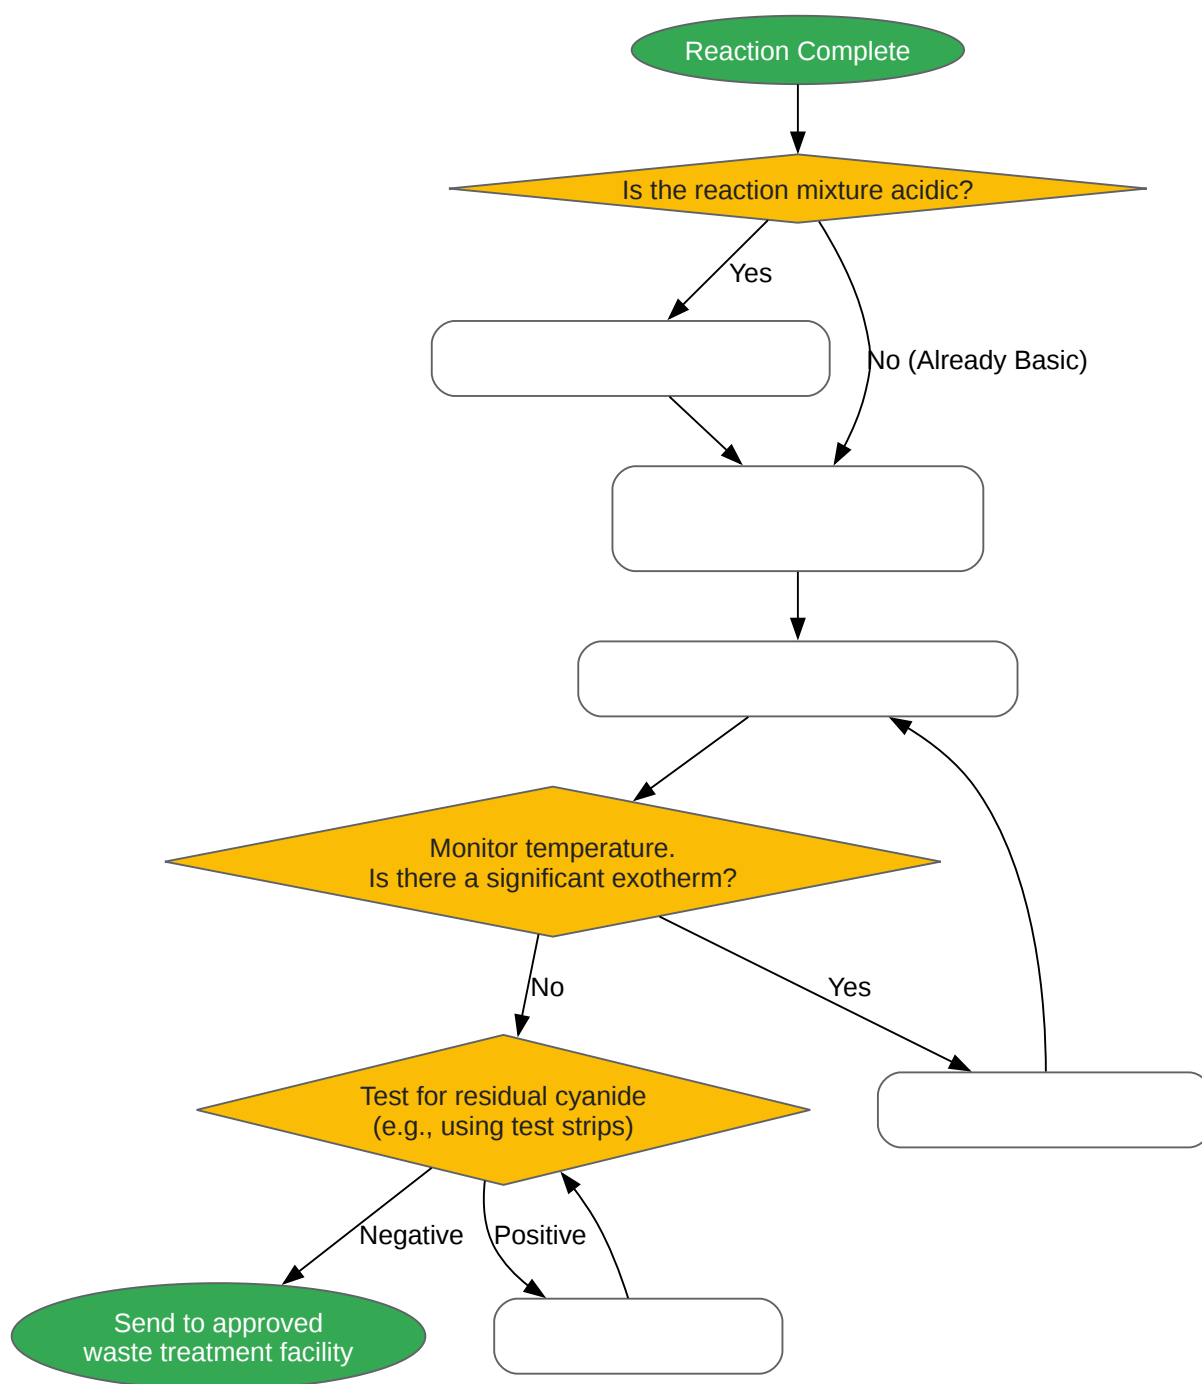 Reaction Complete
Is the reaction mixture acidic?
Yes
No (Already Basic)
Monitor temperature.
Is there a significant exotherm?
No
Yes
Test for residual cyanide
(e.g., using test strips)
Negative
Positive
Send to approved
waste treatment facility